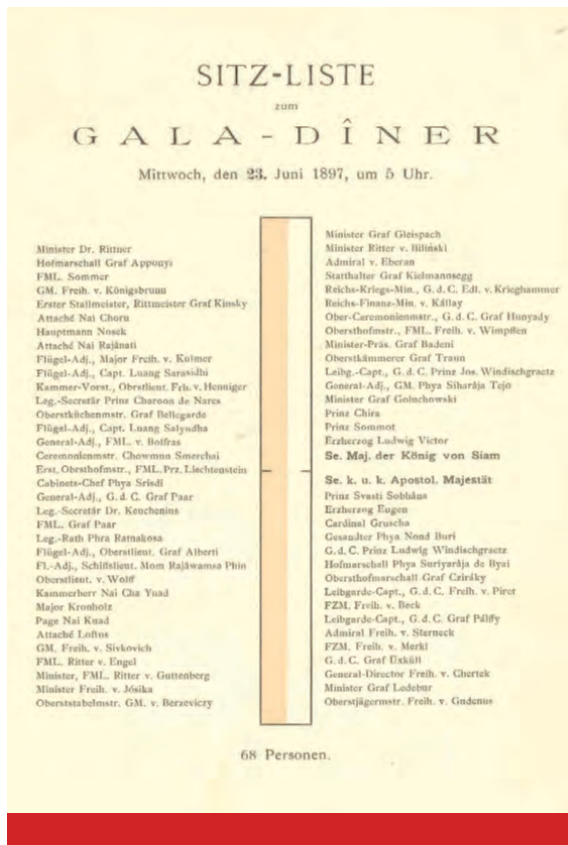 SITZ-LISTE
zum
GALA-DÎNER
Mittwoch, den 23. Juni 1897, um 5 Uhr.
Minister Dr. Rittner
Hofmarschall Graf Apponyi
FML. Sommer
GM. Freih. v. Königsbrunn
Erster Stallmeister, Rittmeister Graf Kinsky
Attaché Nai Choru
Hauptmann Nosek
Attaché Nai Rajânati
Flügel-Adj., Major Freih. v. Kulmer
Flügel-Adj., Capt. Luang Sarasidhi
Kammer-Vorst., Obrstlieut. Frh. v. Henniger
Leg.-Secretär Prinz Charoon de Nares
Oberstküchenmstr. Graf Bellegarde
Flügel-Adj., Capt. Luang Salyudha
General-Adj., FML. v. Bolfras
Ceremonienmstr. Chowmun Smerchai
Erst. Obersthofmstr., FML. Prz. Liechtenstein
Cabinets-Chef Phya Srisdi
General-Adj., G. d. C. Graf Paar
Leg.-Secretär Dr. Keuchenius
FML. Graf Paar
Leg.-Rath Phra Ratnakosa
Flügel-Adj., Oberstlieut. Graf Alberti
Fl.-Adj., Schiffslieut. Mom Rajâwamsa Phin
Oberstlieut. v. Wolff
Kammerherr Nai Cha Yuad
Major Kronholz
Page Nai Kuad
Attaché Loftus
GM. Freih. v. Sivkovich
FML. Ritter v. Engel
Minister, FML. Ritter v. Guttenberg
Minister Freih. v. Jósika
Oberststabelmstr. GM. v. Berzeviczy
Minister Graf Gleispach
Minister Ritter v. Biliński
Admiral v. Eberan
Statthalter Graf Kielmannsegg
Reichs-Kriegs-Min., G. d. C. Edl. v. Krieghammer
Reichs-Finanz-Min. v. Kállay
Ober-Ceremonienmstr., G. d. C. Graf Hunyady
Obersthofmstr., FML. Freih. v. Wimpffen
Minister-Präs. Graf Badeni
Oberstkämmerer Graf Traun
Leibg.-Capt., G. d. C. Prinz Jos. Windischgraetz
General-Adj., GM. Phya Siharâja Tejo
Minister Graf Goluchowski
Prinz Chira
Prinz Sommot
Erzherzog Ludwig Victor
Se. Maj. der König von Siam
Se. k. u. k. Apostol. Majestät
Prinz Svasti Sobhâna
Erzherzog Eugen
Cardinal Gruscha
Gesandter Phya Nond Buri
G. d. C. Prinz Ludwig Windischgraetz
Hofmarschall Phya Suriyarâja de Byai
Obersthofmarschall Graf Cziráky
Leibgarde-Capt., G. d. C. Freih. v. Piret
FZM. Freih. v. Beck
Leibgarde-Capt., G. d. C. Graf Pálffy
Admiral Freih. v. Sterneck
FZM. Freih. v. Merkl
G. d. C. Graf Üxküll
General-Director Freih. v. Chertek
Minister Graf Ledebur
Oberstjägermstr. Freih. v. Gudenus
68 Personen.